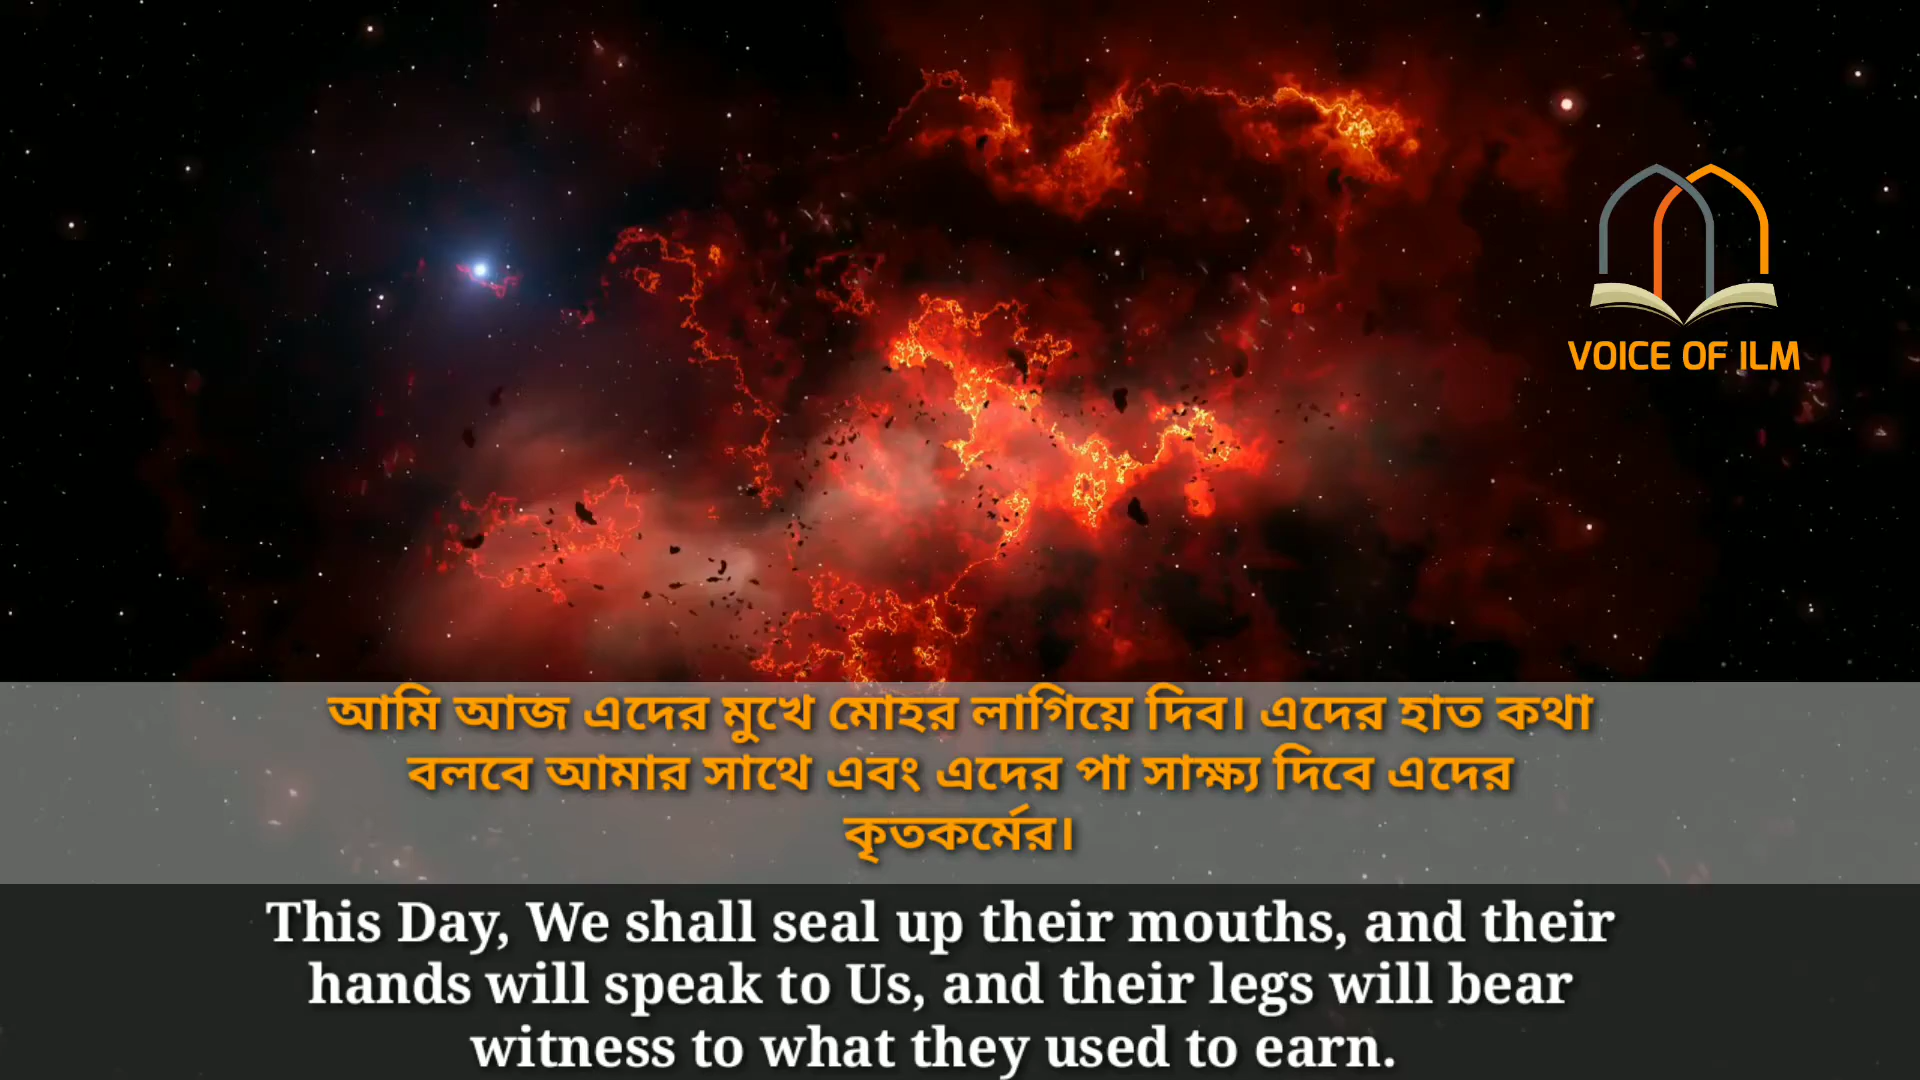 VOICE OF ILM
আমি আজ এদের মুখে মোহর লাগিয়ে দিব। এদের হাত কথা
বলবে আমার সাথে এবং এদের পা সাক্ষ্য দিবে এদের
কৃতকর্মের।
This Day, We shall seal up their mouths, and their
hands will speak to Us, and their legs will bear
witness to what they used to earn.